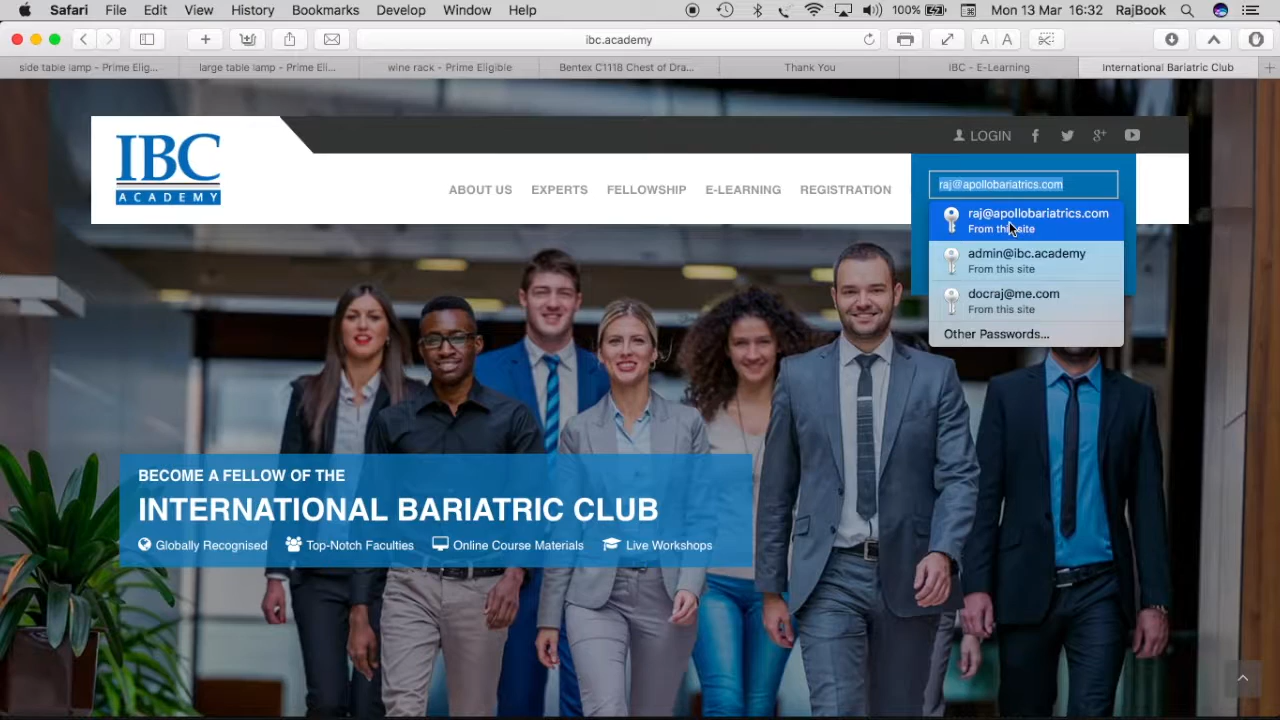 Safari File Edit View History Bookmarks Develop Window Help 100% Mon 13 Mar 16:32 RajBook
ibc.academy A A
side table lamp - Prime Elig... large table lamp - Prime Eli... wine rack - Prime Eligible Bentex C1118 Chest of Dra... Thank You IBC - E-Learning International Bariatric Club
LOGIN
IBC
ACADEMY
ABOUT US EXPERTS FELLOWSHIP E-LEARNING REGISTRATION
raj@apollobariatrics.com
raj@apollobariatrics.com
From this site
admin@ibc.academy
From this site
docraj@me.com
From this site
Other Passwords...
BECOME A FELLOW OF THE
INTERNATIONAL BARIATRIC CLUB
Globally Recognised Top-Notch Faculties Online Course Materials Live Workshops